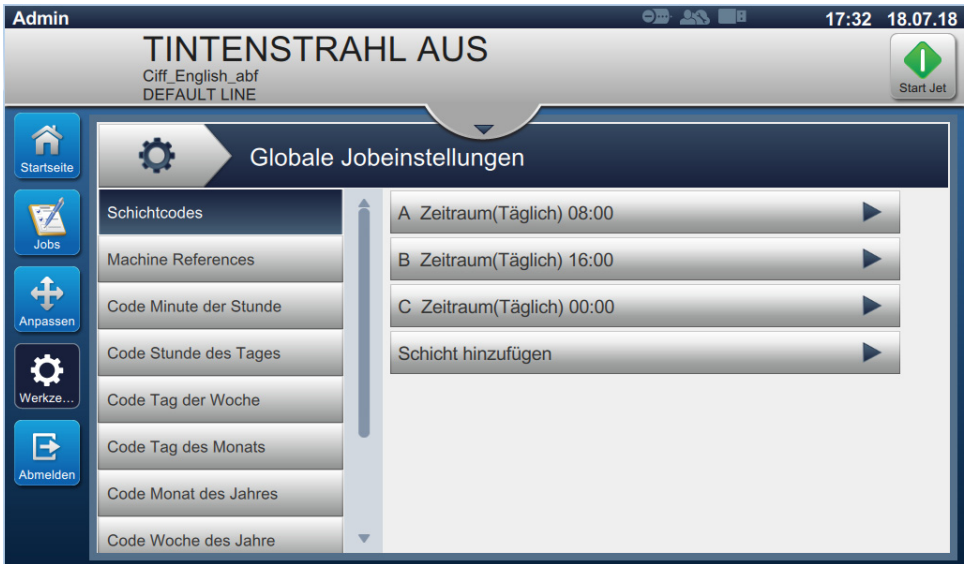 Admin
17:32 18.07.18
TINTENSTRAHL AUS
Ciff_English_abf
DEFAULT LINE
Start Jet
Startseite
Jobs
Anpassen
Werkze...
Abmelden
Globale Jobeinstellungen
Schichtcodes
Machine References
Code Minute der Stunde
Code Stunde des Tages
Code Tag der Woche
Code Tag des Monats
Code Monat des Jahres
Code Woche des Jahre
A Zeitraum(Täglich) 08:00
B Zeitraum(Täglich) 16:00
C Zeitraum(Täglich) 00:00
Schicht hinzufügen